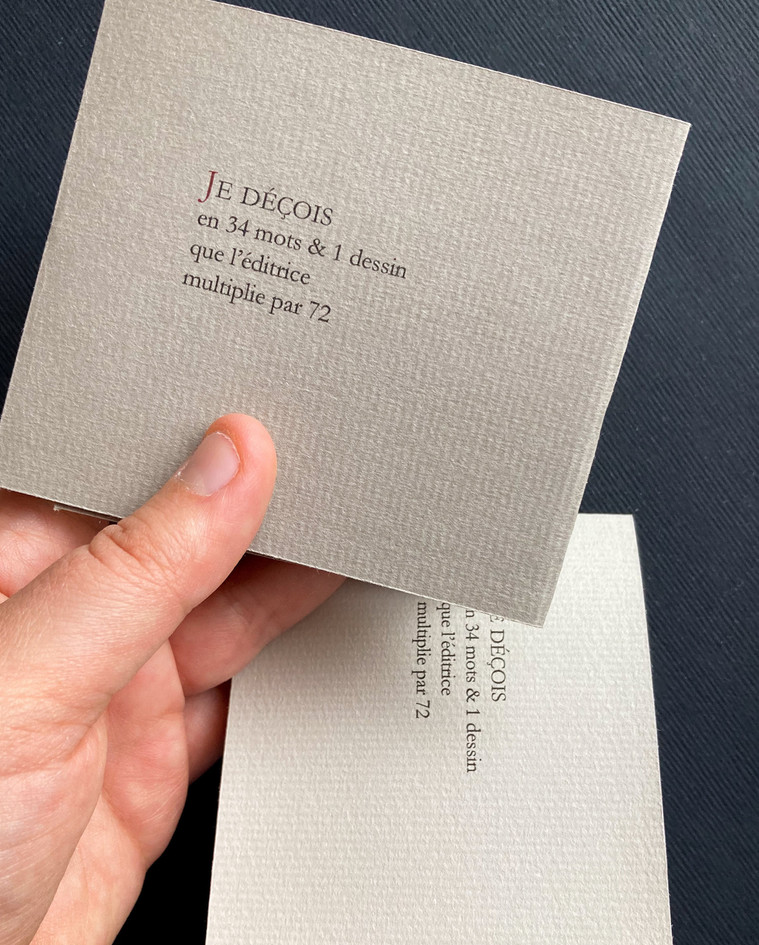 JE DÉÇOIS
en 34 mots & 1 dessin
que l'éditrice
multiplie par 72
DÉÇOIS
34 mots & 1 dessin
que l'éditrice
multiplie par 72